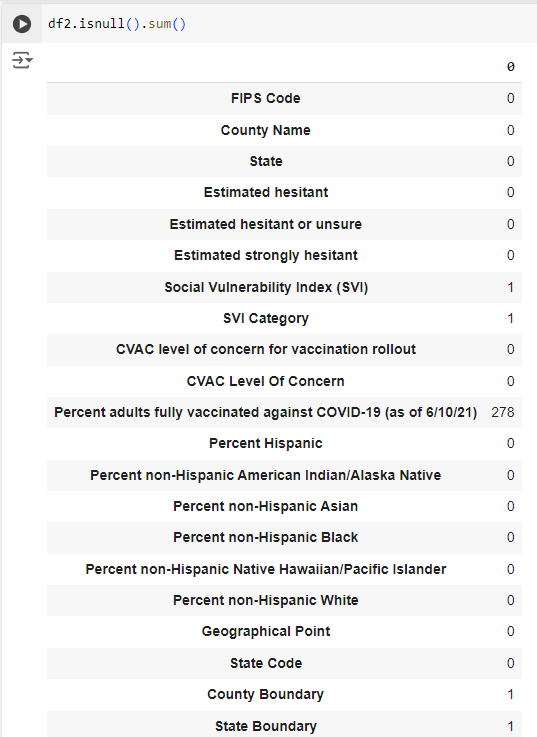 df2.isnull().sum()
0
FIPS Code 0
County Name 0
State 0
Estimated hesitant 0
Estimated hesitant or unsure 0
Estimated strongly hesitant 0
Social Vulnerability Index (SVI) 1
SVI Category 1
CVAC level of concern for vaccination rollout 0
CVAC Level Of Concern 0
Percent adults fully vaccinated against COVID-19 (as of 6/10/21) 278
Percent Hispanic 0
Percent non-Hispanic American Indian/Alaska Native 0
Percent non-Hispanic Asian 0
Percent non-Hispanic Black 0
Percent non-Hispanic Native Hawaiian/Pacific Islander 0
Percent non-Hispanic White 0
Geographical Point 0
State Code 0
County Boundary 1
State Boundary 1